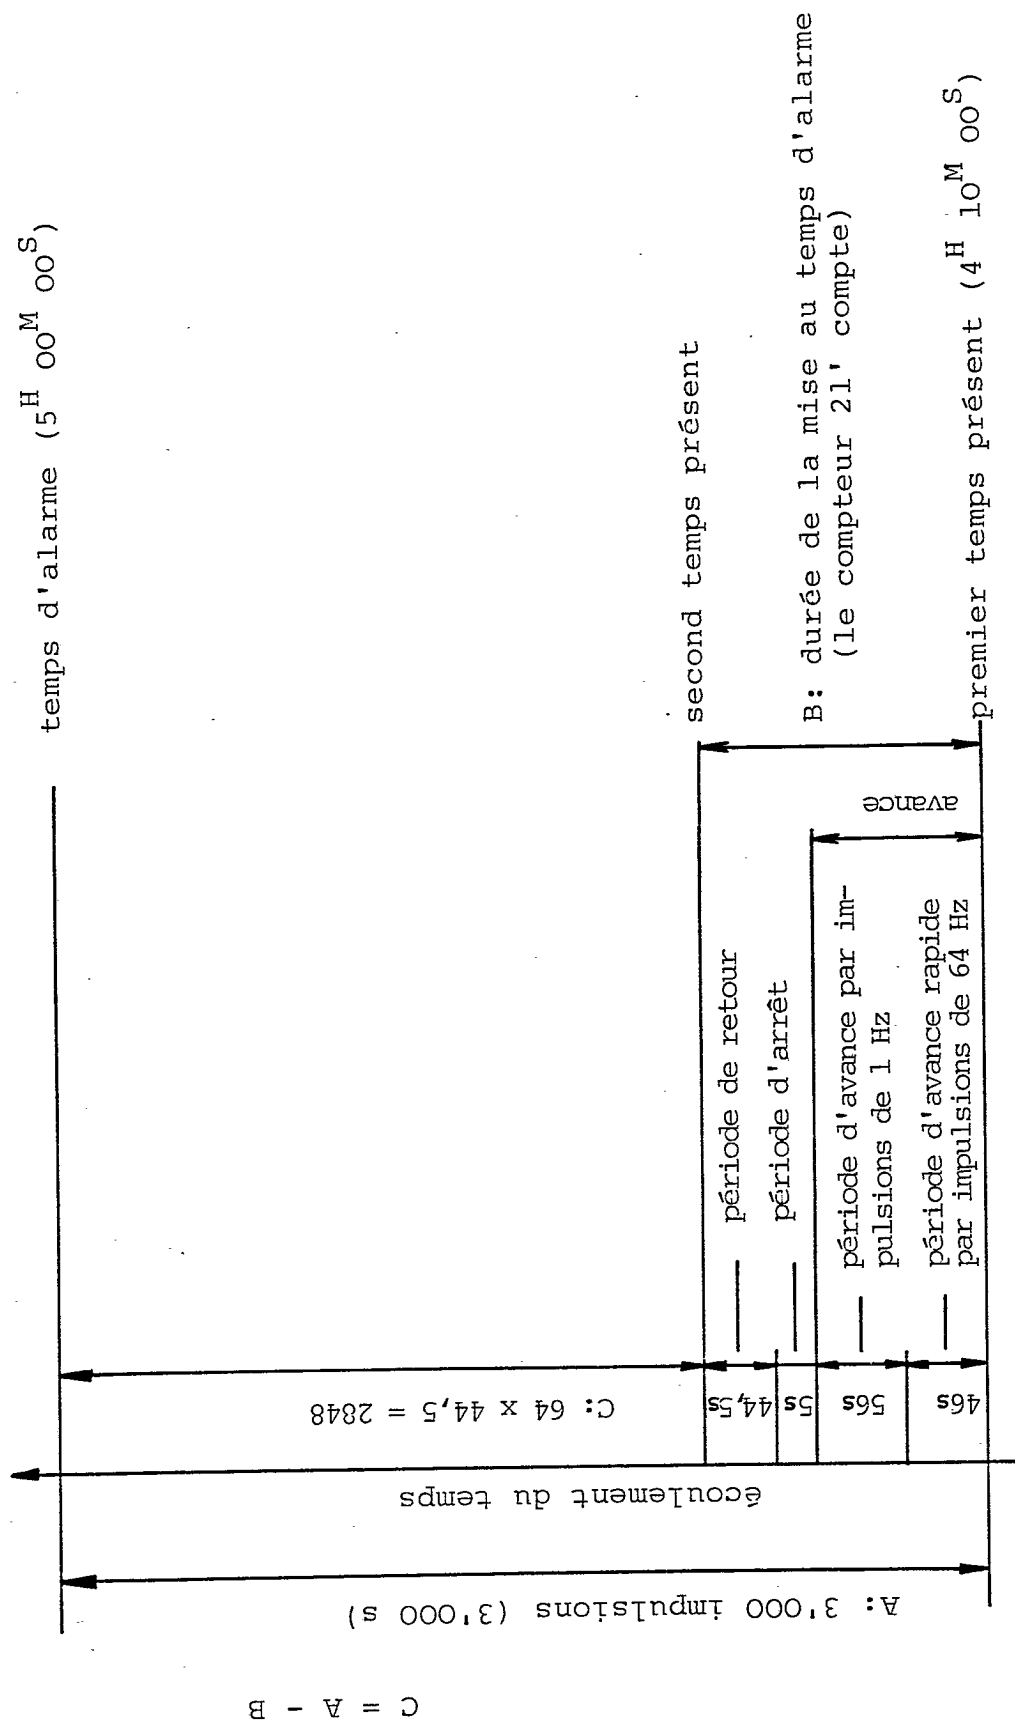 temps d'alarme (5H 00M 00S)
second temps présent
B: durée de la mise au temps d'alarme
(le compteur 21' compte)
premier temps présent (4H 10M 00S)
avance
période de retour
période d'arrêt
période d'avance par im-
pulsions de 1 Hz
période d'avance rapide
par impulsions de 64 Hz
C: 64 x 44,5 = 2848
44,5s
5s
56s
46s
écoulement du temps
A: 3'000 impulsions (3'000 s)
C = A - B